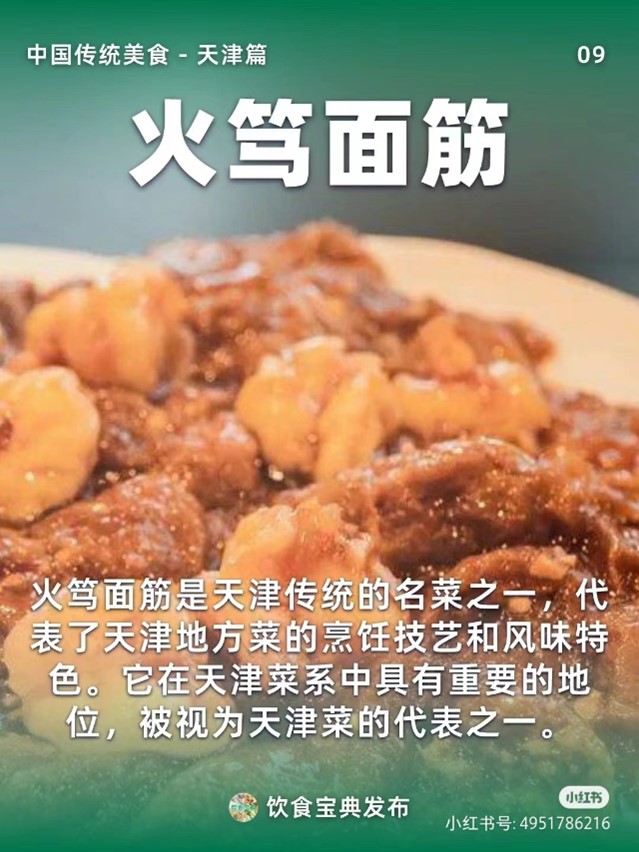 中国传统美食 - 天津篇
09
火笃面筋
火笃面筋是天津传统的名菜之一，代
表了天津地方菜的烹饪技艺和风味特
色。它在天津菜系中具有重要的地
位，被视为天津菜的代表之一。
饮食宝典发布
小红书
小红书号: 4951786216